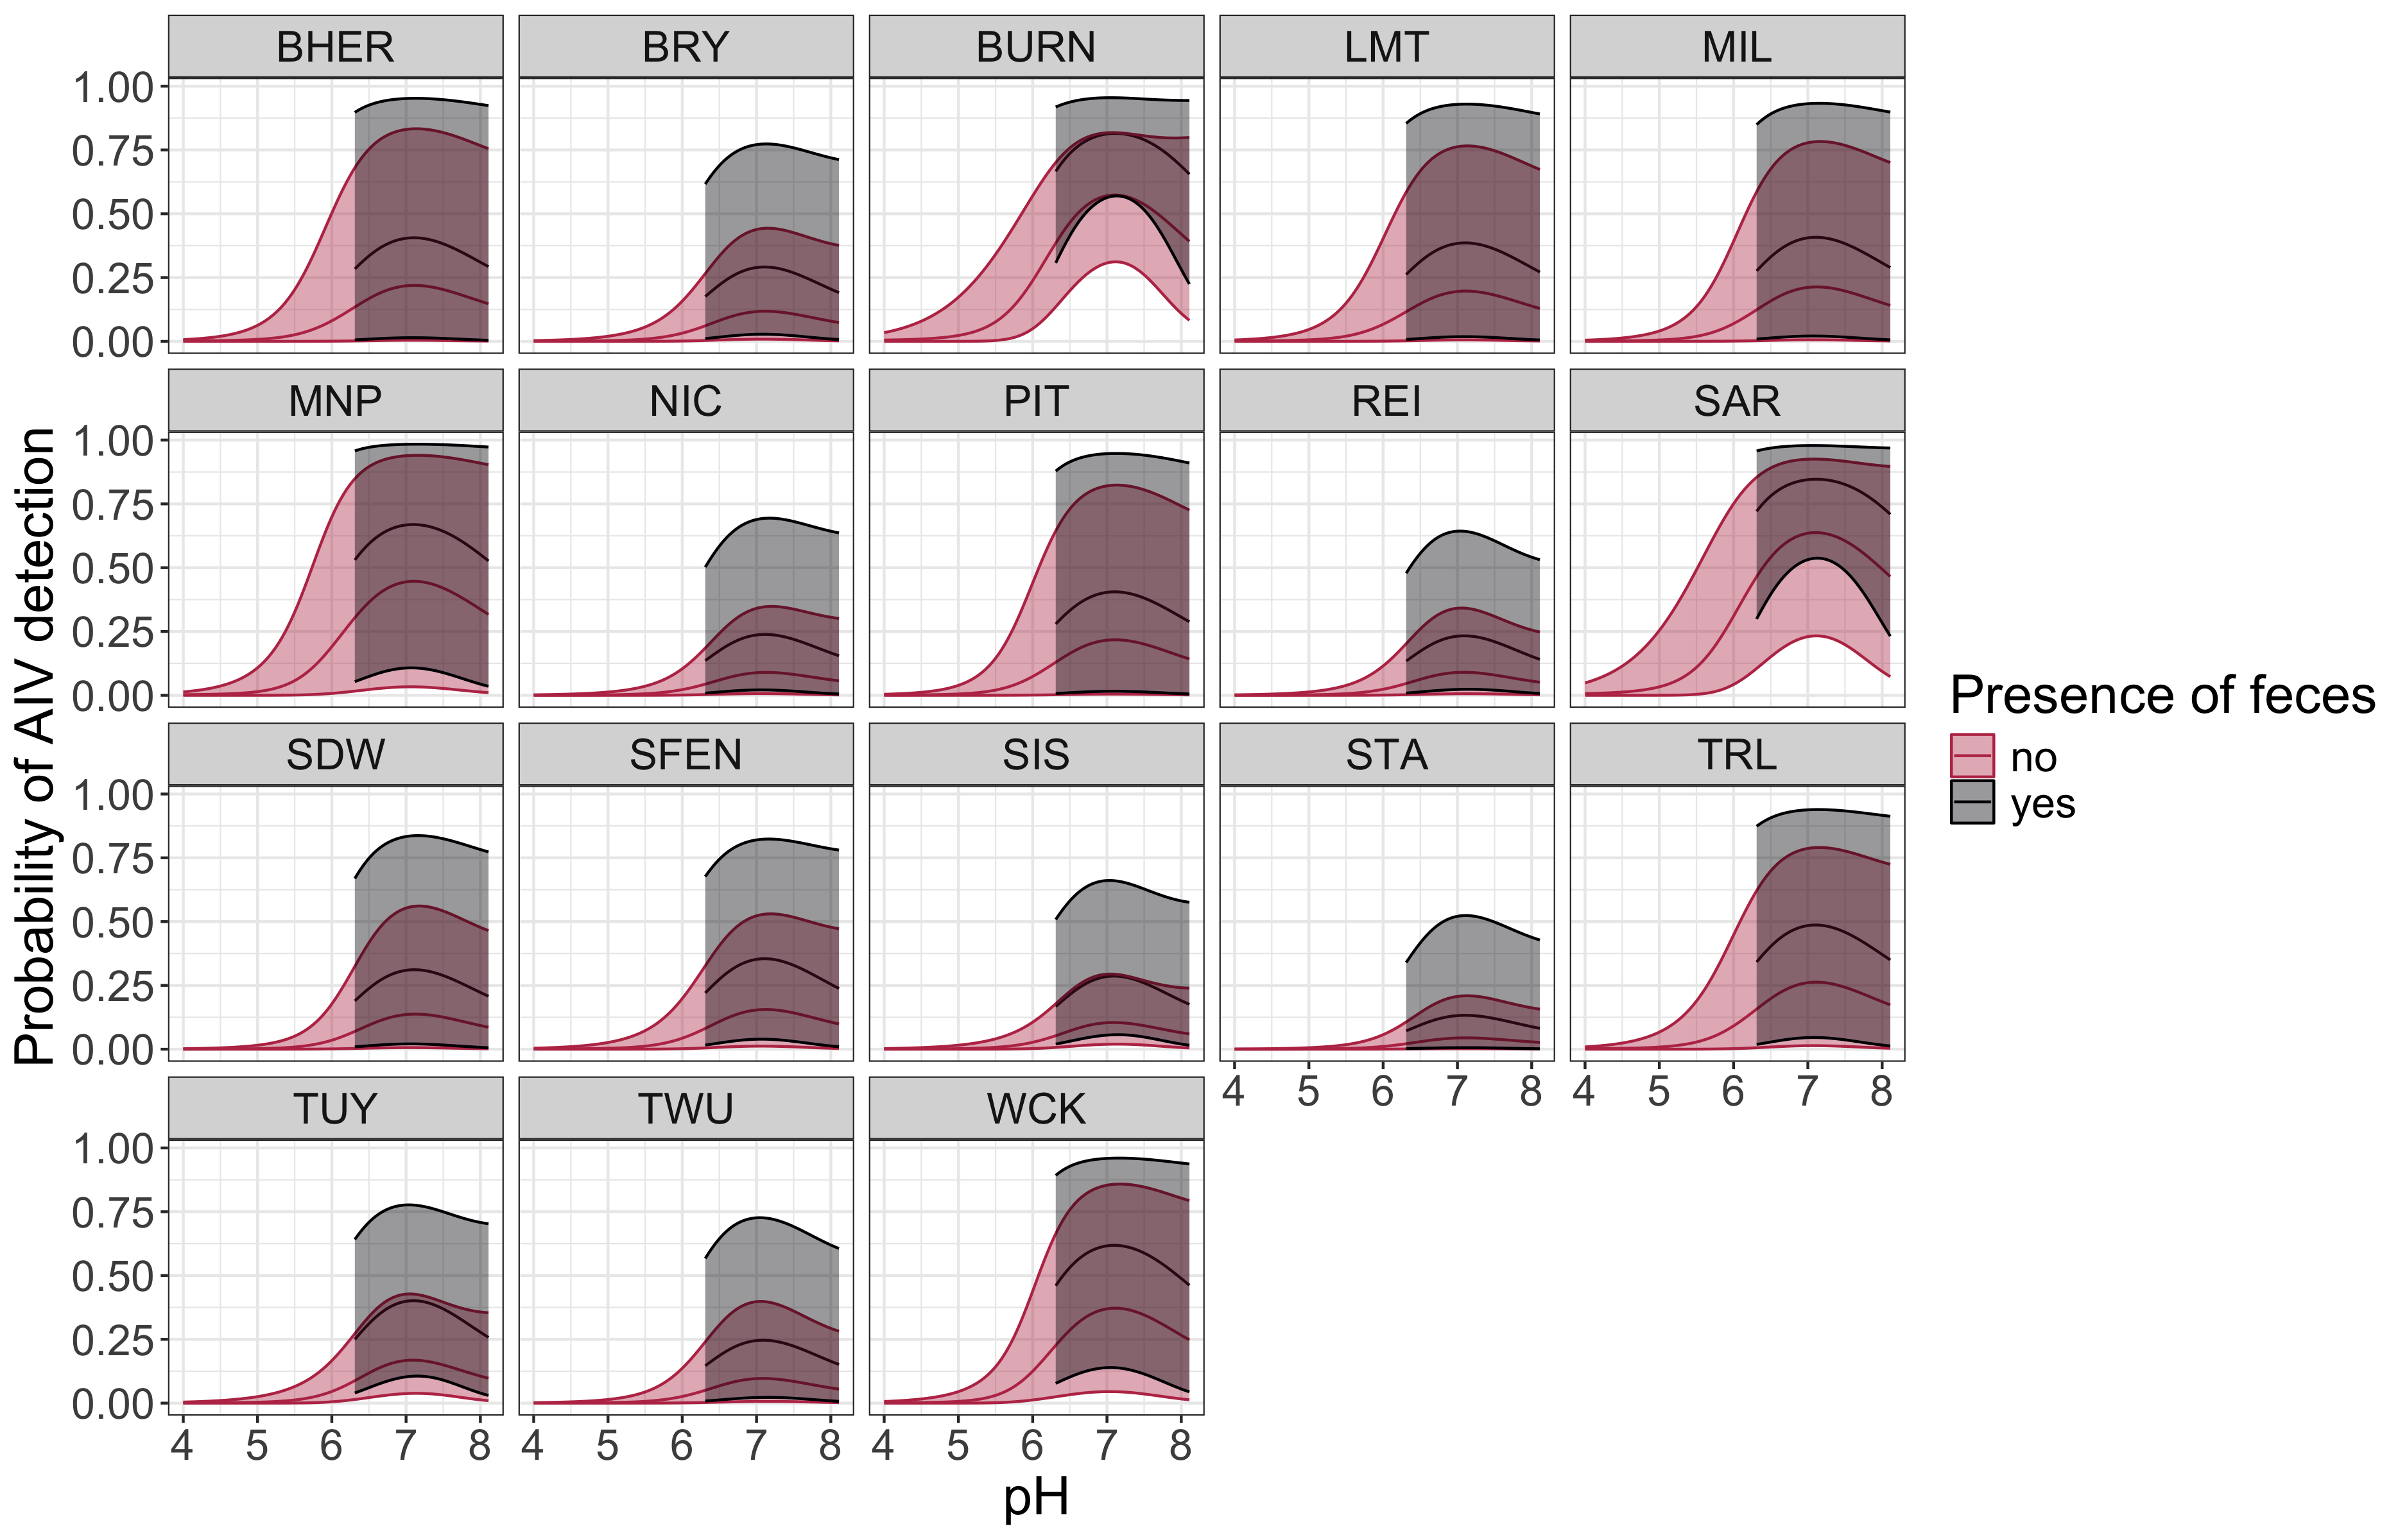 BHER BRY BURN LMT MIL
1.00
0.75
0.50
0.25
0.00
MNP NIC PIT REI SAR
1.00
0.75
0.50
0.25
0.00
SDW SFEN SIS STA TRL
1.00
0.75
0.50
0.25
0.00
4 5 6 7 8 4 5 6 7 8
TUY TWU WCK
1.00
0.75
0.50
0.25
0.00
4 5 6 7 8 4 5 6 7 8 4 5 6 7 8
pH
Probability of AIV detection
Presence of feces
no
yes